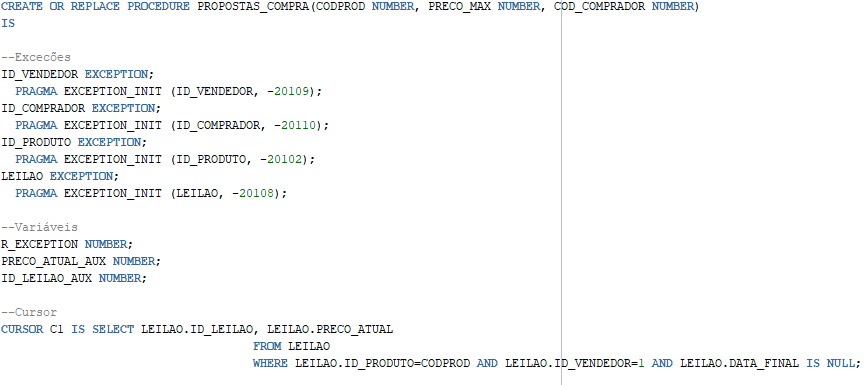 CREATE OR REPLACE PROCEDURE PROPOSTAS_COMPRA(CODPROD NUMBER, PRECO_MAX NUMBER, COD_COMPRADOR NUMBER)
IS
--Excecões
ID_VENDEDOR EXCEPTION;
PRAGMA EXCEPTION_INIT (ID_VENDEDOR, -20109);
ID_COMPRADOR EXCEPTION;
PRAGMA EXCEPTION_INIT (ID_COMPRADOR, -20110);
ID_PRODUTO EXCEPTION;
PRAGMA EXCEPTION_INIT (ID_PRODUTO, -20102);
LEILAO EXCEPTION;
PRAGMA EXCEPTION_INIT (LEILAO, -20108);
--Variáveis
R_EXCEPTION NUMBER;
PRECO_ATUAL_AUX NUMBER;
ID_LEILAO_AUX NUMBER;
--Cursor
CURSOR C1 IS SELECT LEILAO.ID_LEILAO, LEILAO.PRECO_ATUAL
FROM LEILAO
WHERE LEILAO.ID_PRODUTO=CODPROD AND LEILAO.ID_VENDEDOR=1 AND LEILAO.DATA_FINAL IS NULL;